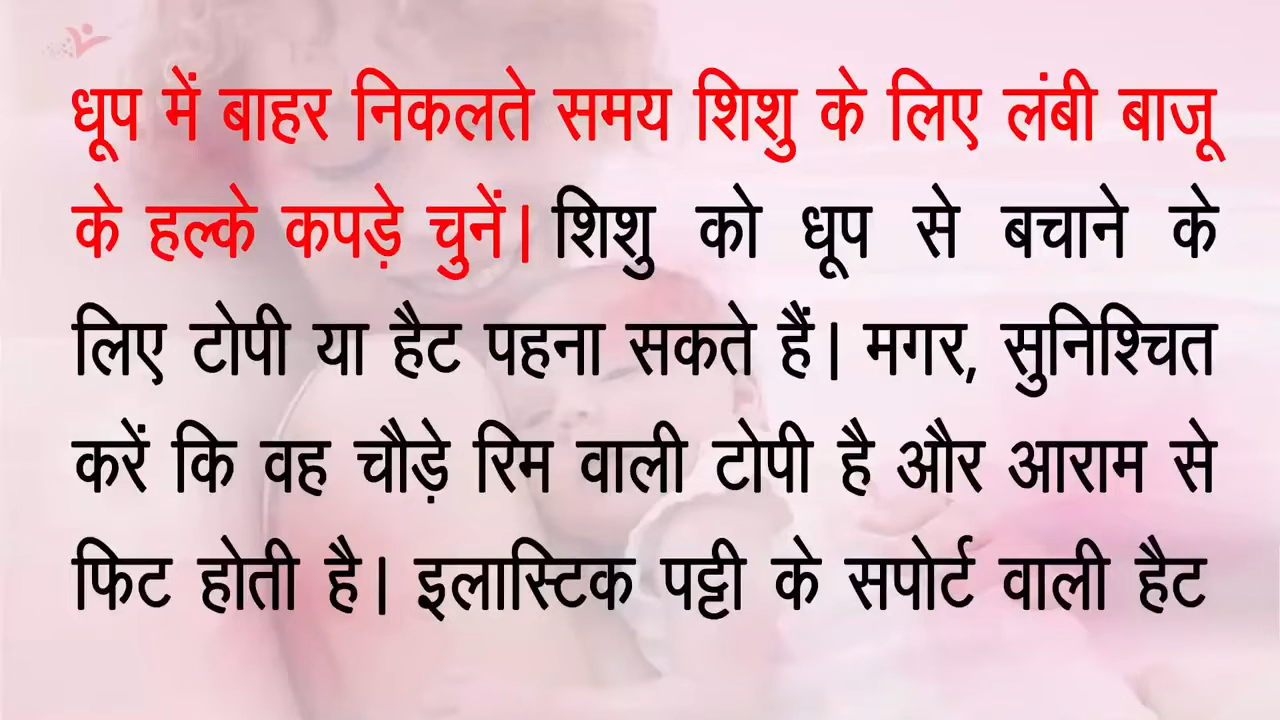 धूप में बाहर निकलते समय शिशु के लिए लंबी बाजू
के हल्के कपड़े चुनें। शिशु को धूप से बचाने के
लिए टोपी या हैट पहना सकते हैं। मगर, सुनिश्चित
करें कि वह चौड़े रिम वाली टोपी है और आराम से
फिट होती है। इलास्टिक पट्टी के सपोर्ट वाली हैट